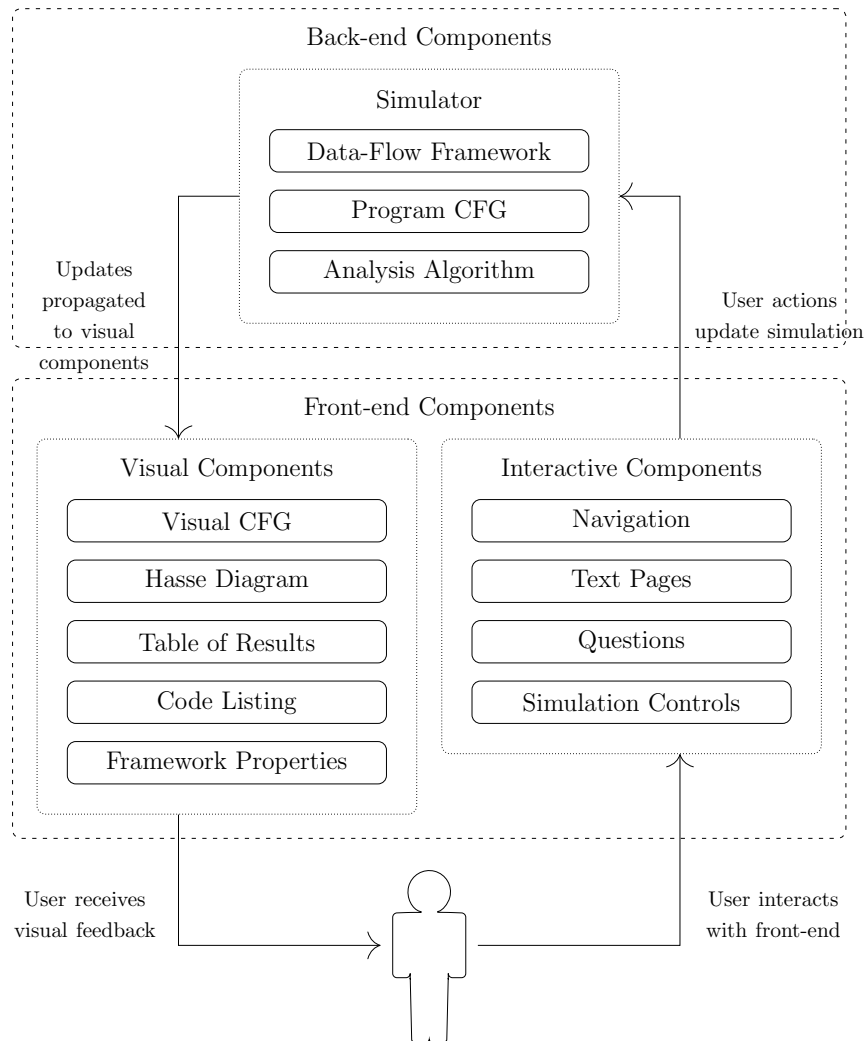 Back-end Components
Simulator
Data-Flow Framework
Program CFG
Analysis Algorithm
Updates
propagated
to visual
components
User actions
update simulation
Front-end Components
Visual Components
Visual CFG
Hasse Diagram
Table of Results
Code Listing
Framework Properties
Interactive Components
Navigation
Text Pages
Questions
Simulation Controls
User receives
visual feedback
User interacts
with front-end